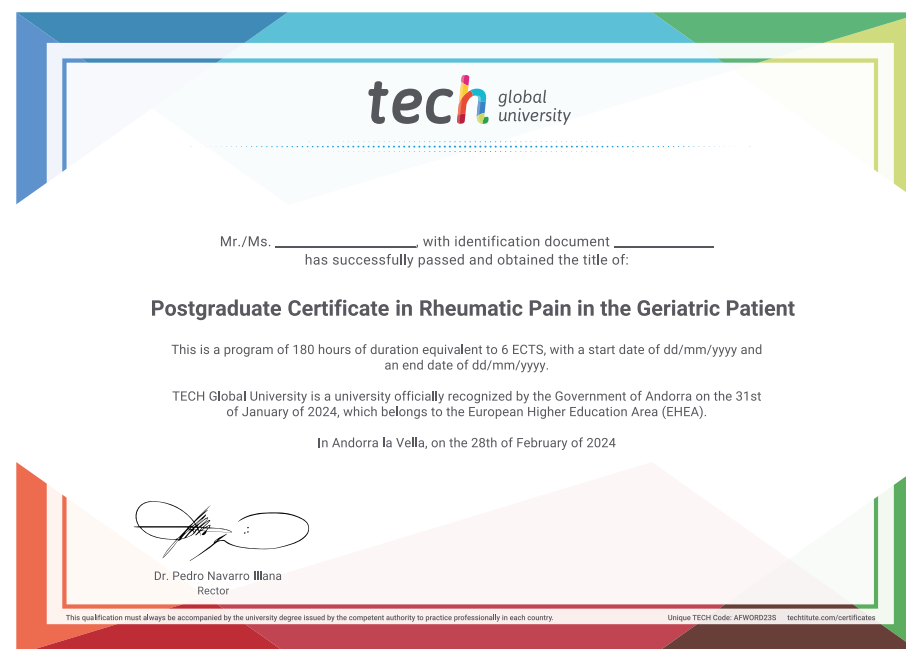 tech global university
Mr./Ms. ________________, with identification document ____________
has successfully passed and obtained the title of:
Postgraduate Certificate in Rheumatic Pain in the Geriatric Patient
This is a program of 180 hours of duration equivalent to 6 ECTS, with a start date of dd/mm/yyyy and
an end date of dd/mm/yyyy.
TECH Global University is a university officially recognized by the Government of Andorra on the 31st
of January of 2024, which belongs to the European Higher Education Area (EHEA).
In Andorra la Vella, on the 28th of February of 2024
Dr. Pedro Navarro Illana
Rector
This qualification must always be accompanied by the university degree issued by the competent authority to practice professionally in each country.
Unique TECH Code: AFWORD23S techtitute.com/certificates